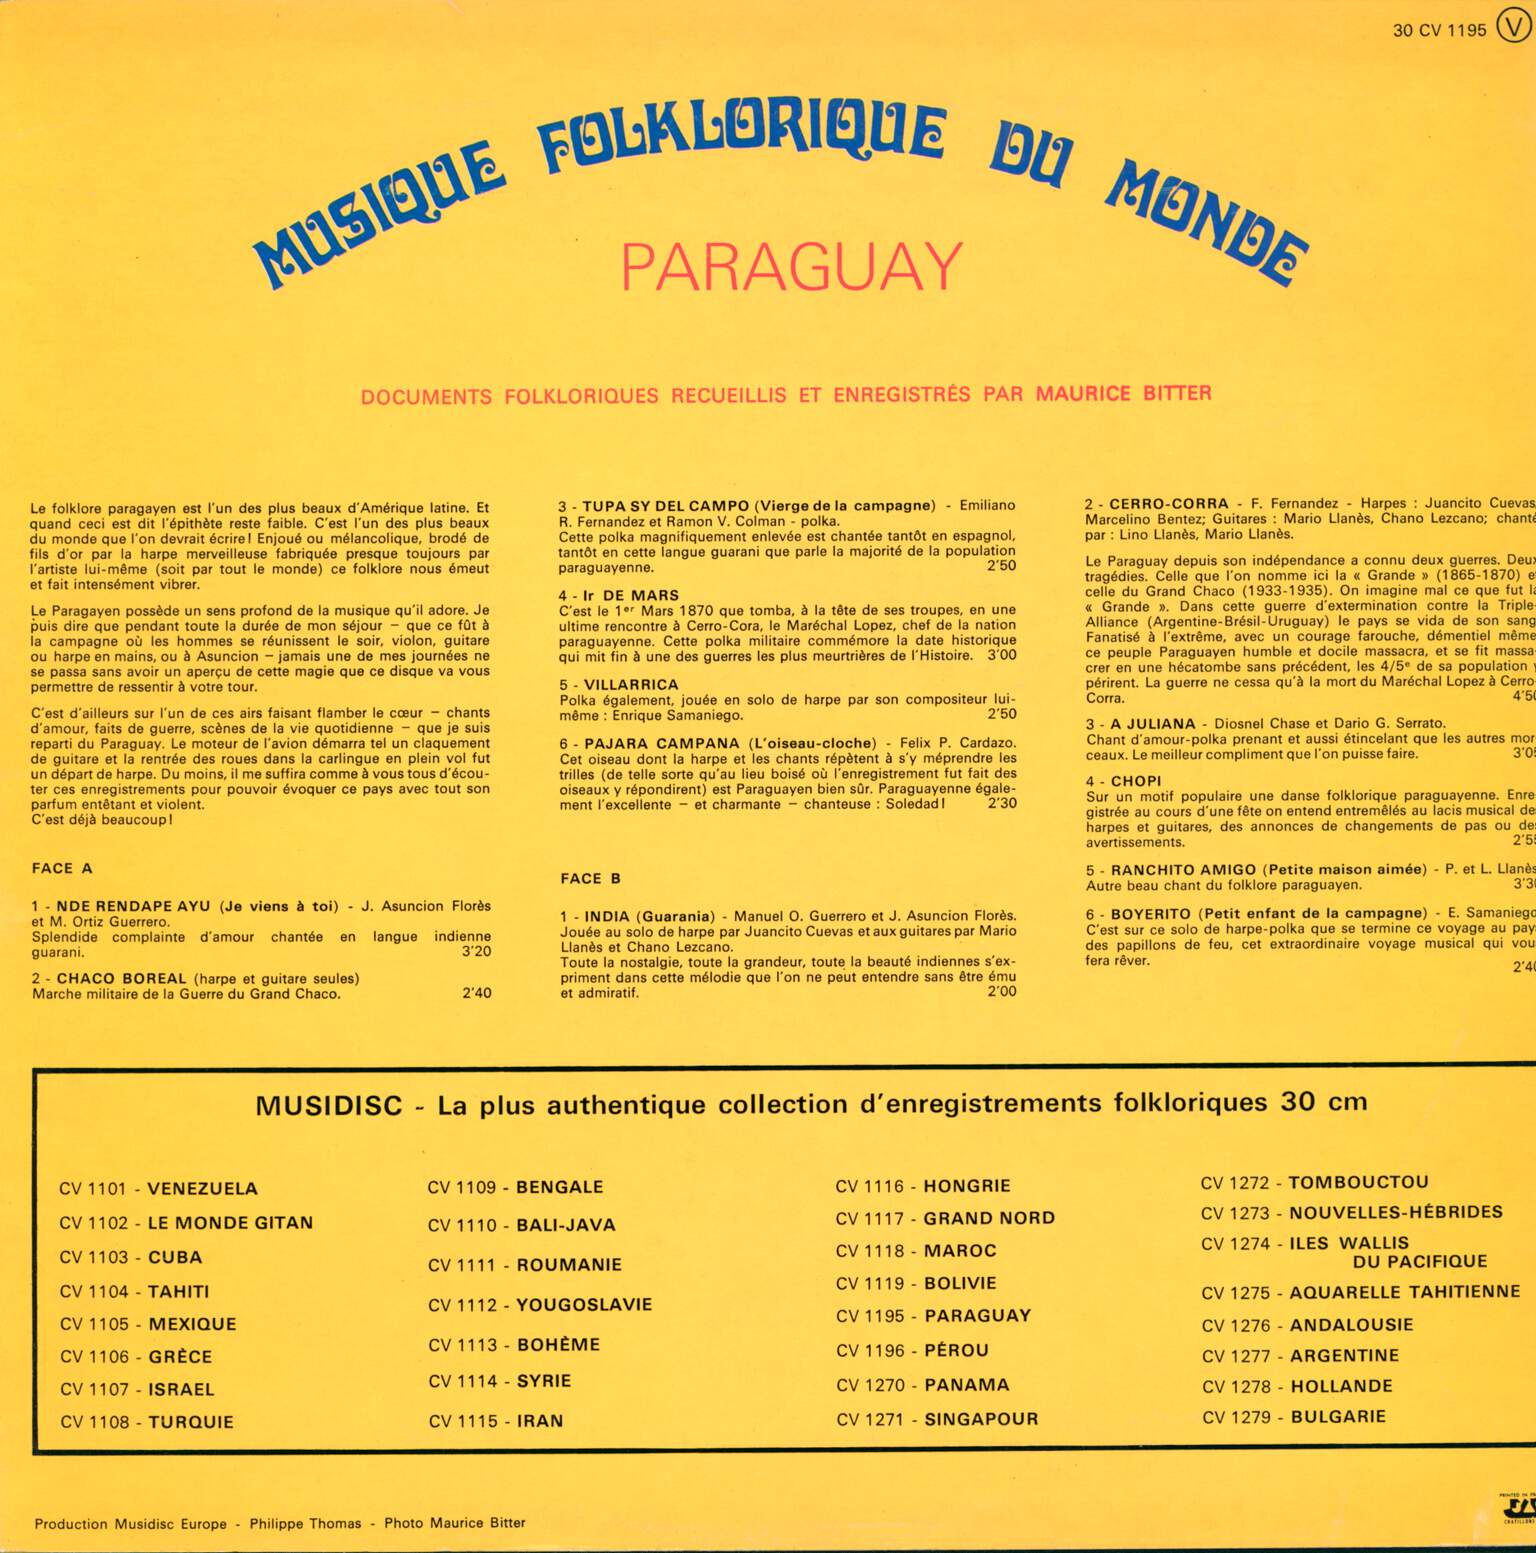 30 CV 1195 V
MUSIQUE FOLKLORIQUE DU MONDE
PARAGUAY
DOCUMENTS FOLKLORIQUES RECUEILLIS ET ENREGISTRÉS PAR MAURICE BITTER
Le folklore paragayen est l'un des plus beaux d'Amérique latine. Et
quand ceci est dit l'épithète reste faible. C'est l'un des plus beaux
du monde que l'on devrait écrire! Enjoué ou mélancolique, brodé de
fils d'or par la harpe merveilleuse fabriquée presque toujours par
l'artiste lui-même (soit par tout le monde) ce folklore nous émeut
et fait intensément vibrer.
Le Paragayen possède un sens profond de la musique qu'il adore. Je
puis dire que pendant toute la durée de mon séjour — que ce fût à
la campagne où les hommes se réunissent le soir, violon, guitare
ou harpe en mains, ou à Asuncion — jamais une de mes journées ne
se passa sans avoir un aperçu de cette magie que ce disque va vous
permettre de ressentir à votre tour.
C'est d'ailleurs sur l'un de ces airs faisant flamber le cœur — chants
d'amour, faits de guerre, scènes de la vie quotidienne — que je suis
reparti du Paraguay. Le moteur de l'avion démarra tel un claquement
de guitare et la rentrée des roues dans la carlingue en plein vol fut
un départ de harpe. Du moins, il me suffira comme à vous tous d'écou-
ter ces enregistrements pour pouvoir évoquer ce pays avec tout son
parfum entêtant et violent.
C'est déjà beaucoup!
FACE A
1 - NDE RENDAPE AYU (Je viens à toi) - J. Asuncion Florès
et M. Ortiz Guerrero.
Splendide complainte d'amour chantée en langue indienne
guarani. 3'20
2 - CHACO BOREAL (harpe et guitare seules)
Marche militaire de la Guerre du Grand Chaco. 2'40
3 - TUPA SY DEL CAMPO (Vierge de la campagne) - Emiliano
R. Fernandez et Ramon V. Colman - polka.
Cette polka magnifiquement enlevée est chantée tantôt en espagnol,
tantôt en cette langue guarani que parle la majorité de la population
paraguayenne. 2'50
4 - Ir DE MARS
C'est le 1er Mars 1870 que tomba, à la tête de ses troupes, en une
ultime rencontre à Cerro-Cora, le Maréchal Lopez, chef de la nation
paraguayenne. Cette polka militaire commémore la date historique
qui mit fin à une des guerres les plus meurtrières de l'Histoire. 3'00
5 - VILLARRICA
Polka également, jouée en solo de harpe par son compositeur lui-
même : Enrique Samaniego. 2'50
6 - PAJARA CAMPANA (L'oiseau-cloche) - Felix P. Cardazo.
Cet oiseau dont la harpe et les chants répètent à s'y méprendre les
trilles (de telle sorte qu'au lieu boisé où l'enregistrement fut fait des
oiseaux y répondirent) est Paraguayen bien sûr. Paraguayenne égale-
ment l'excellente — et charmante — chanteuse : Soledad! 2'30
FACE B
1 - INDIA (Guarania) - Manuel O. Guerrero et J. Asuncion Florès.
Jouée au solo de harpe par Juancito Cuevas et aux guitares par Mario
Llanès et Chano Lezcano.
Toute la nostalgie, toute la grandeur, toute la beauté indiennes s'ex-
priment dans cette mélodie que l'on ne peut entendre sans être ému
et admiratif. 2'00
2 - CERRO-CORRA - F. Fernandez - Harpes : Juancito Cuevas,
Marcelino Bentez; Guitares : Mario Llanès, Chano Lezcano; chanté
par : Lino Llanès, Mario Llanès.
Le Paraguay depuis son indépendance a connu deux guerres. Deux
tragédies. Celle que l'on nomme ici la « Grande » (1865-1870) et
celle du Grand Chaco (1933-1935). On imagine mal ce que fut la
« Grande ». Dans cette guerre d'extermination contre la Triple-
Alliance (Argentine-Brésil-Uruguay) le pays se vida de son sang.
Fanatisé à l'extrême, avec un courage farouche, démentiel même,
ce peuple Paraguayen humble et docile massacra, et se fit massa-
crer en une hécatombe sans précédent, les 4/5e de sa population y
périrent. La guerre ne cessa qu'à la mort du Maréchal Lopez à Cerro-
Corra. 4'50
3 - A JULIANA - Diosnel Chase et Dario G. Serrato.
Chant d'amour-polka prenant et aussi étincelant que les autres mor-
ceaux. Le meilleur compliment que l'on puisse faire. 3'05
4 - CHOPI
Sur un motif populaire une danse folklorique paraguayenne. Enre-
gistrée au cours d'une fête on entend entremêlés au lacis musical des
harpes et guitares, des annonces de changements de pas ou des
avertissements. 2'55
5 - RANCHITO AMIGO (Petite maison aimée) - P. et L. Llanès
Autre beau chant du folklore paraguayen. 3'30
6 - BOYERITO (Petit enfant de la campagne) - E. Samaniego
C'est sur ce solo de harpe-polka que se termine ce voyage au pays
des papillons de feu, cet extraordinaire voyage musical qui vous
fera rêver. 2'40
MUSIDISC - La plus authentique collection d'enregistrements folkloriques 30 cm
CV 1101 - VENEZUELA
CV 1102 - LE MONDE GITAN
CV 1103 - CUBA
CV 1104 - TAHITI
CV 1105 - MEXIQUE
CV 1106 - GRÈCE
CV 1107 - ISRAEL
CV 1108 - TURQUIE
CV 1109 - BENGALE
CV 1110 - BALI-JAVA
CV 1111 - ROUMANIE
CV 1112 - YOUGOSLAVIE
CV 1113 - BOHÈME
CV 1114 - SYRIE
CV 1115 - IRAN
CV 1116 - HONGRIE
CV 1117 - GRAND NORD
CV 1118 - MAROC
CV 1119 - BOLIVIE
CV 1195 - PARAGUAY
CV 1196 - PÉROU
CV 1270 - PANAMA
CV 1271 - SINGAPOUR
CV 1272 - TOMBOUCTOU
CV 1273 - NOUVELLES-HÉBRIDES
CV 1274 - ILES WALLIS
DU PACIFIQUE
CV 1275 - AQUARELLE TAHITIENNE
CV 1276 - ANDALOUSIE
CV 1277 - ARGENTINE
CV 1278 - HOLLANDE
CV 1279 - BULGARIE
Production Musidisc Europe - Philippe Thomas - Photo Maurice Bitter
PRINTED IN